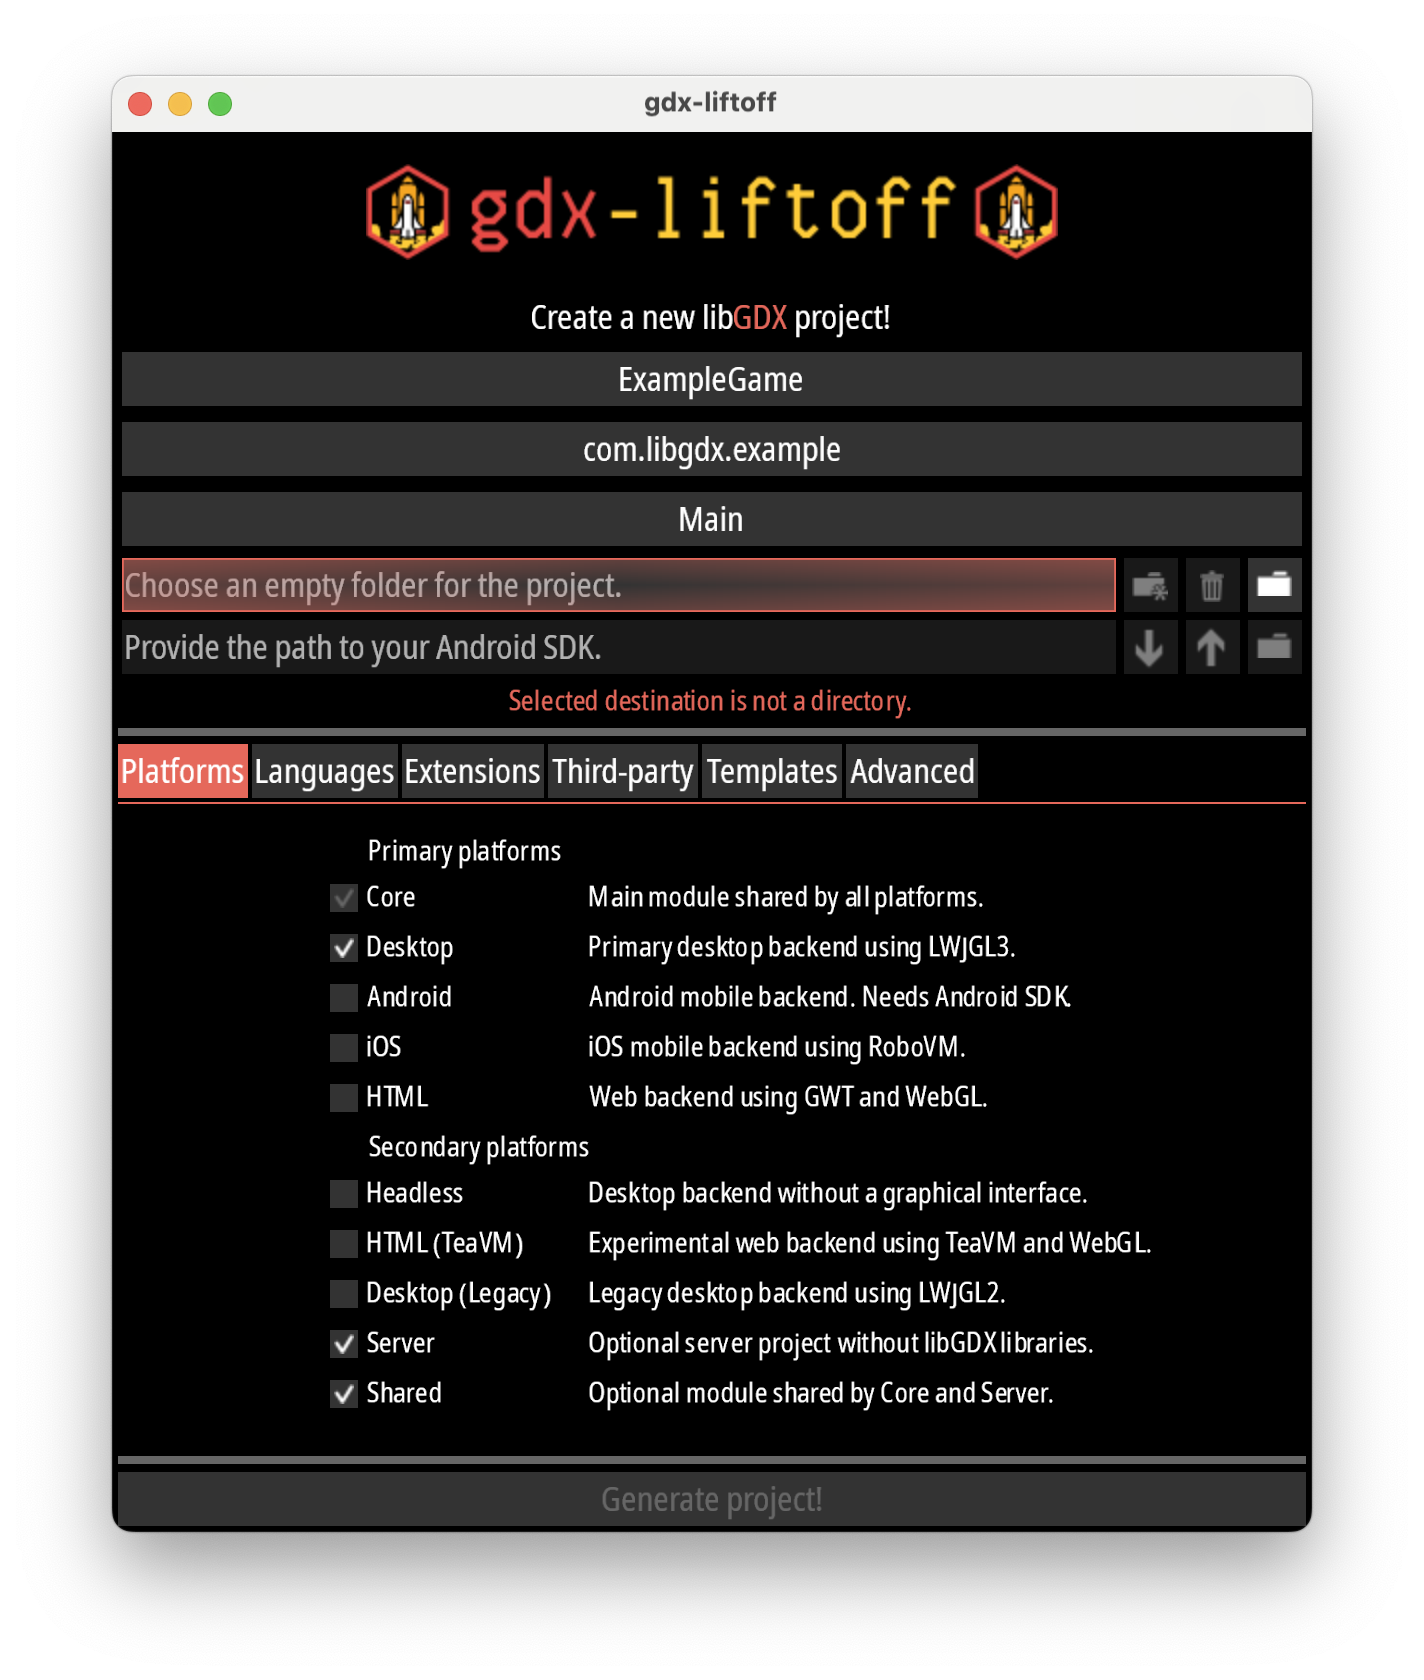 gdx-liftoff
gdx-liftoff
Create a new libGDX project!
ExampleGame
com.libgdx.example
Main
Choose an empty folder for the project.
Provide the path to your Android SDK.
Selected destination is not a directory.
Platforms Languages Extensions Third-party Templates Advanced
Primary platforms
Core Main module shared by all platforms.
Desktop Primary desktop backend using LWJGL3.
Android Android mobile backend. Needs Android SDK.
iOS iOS mobile backend using RoboVM.
HTML Web backend using GWT and WebGL.
Secondary platforms
Headless Desktop backend without a graphical interface.
HTML (TeaVM) Experimental web backend using TeaVM and WebGL.
Desktop (Legacy) Legacy desktop backend using LWJGL2.
Server Optional server project without libGDX libraries.
Shared Optional module shared by Core and Server.
Generate project!